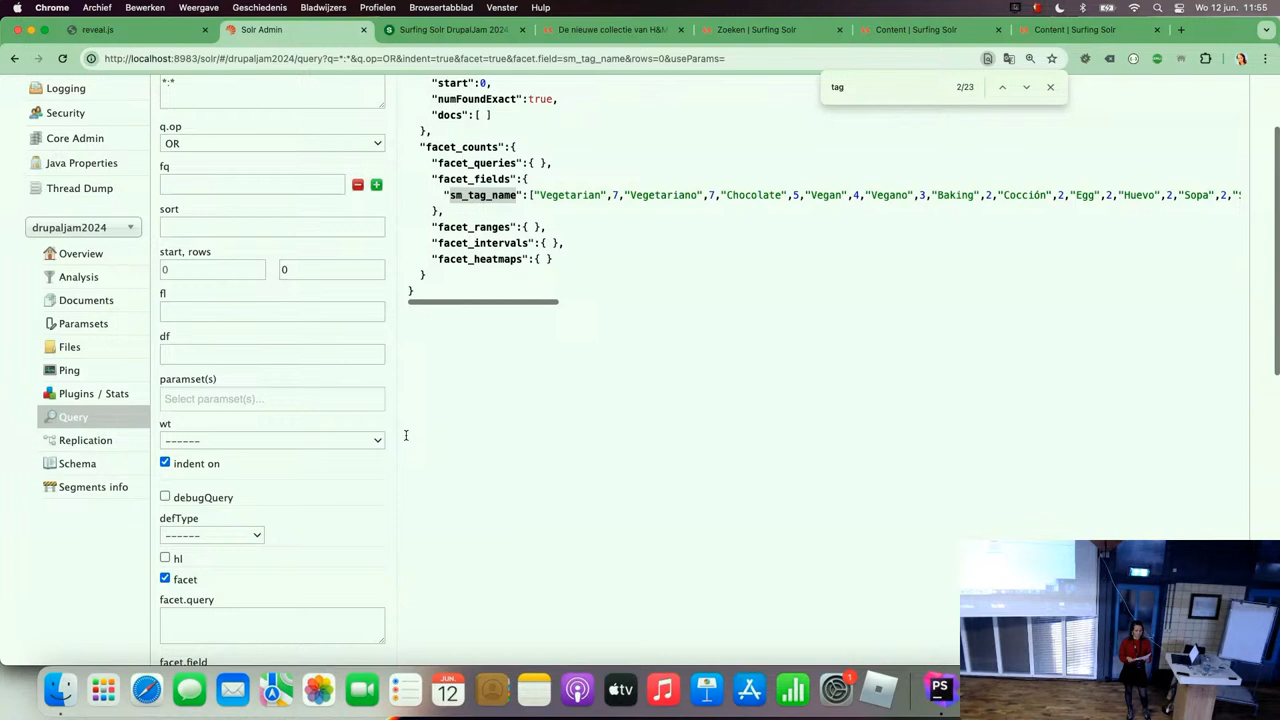 Chrome Archief Bewerken Weergave Geschiedenis Bladwijzers Profielen Browsertabblad Venster Help Wo 12 jun. 11:55
reveal.js Solr Admin Surfing Solr DrupalJam 2024 De nieuwe collectie van H&M Zoeken | Surfing Solr Content | Surfing Solr Content | Surfing Solr
http://localhost:8983/solr/#/drupaljam2024/query?q=*:*&q.op=OR&indent=true&facet=true&facet.field=sm_tag_name&rows=0&useParams=
tag 2/23
Logging
Security
Core Admin
Java Properties
Thread Dump
drupaljam2024
Overview
Analysis
Documents
Paramsets
Files
Ping
Plugins / Stats
Query
Replication
Schema
Segments info
*:*
q.op
OR
fq
sort
start, rows
0 0
fl
df
paramset(s)
Select paramset(s)...
wt
------
indent on
debugQuery
defType
------
hl
facet
facet.query
facet.field
"start":0,
"numFoundExact":true,
"docs":[ ]
},
"facet_counts":{
"facet_queries":{ },
"facet_fields":{
"sm_tag_name":["Vegetarian",7,"Vegetariano",7,"Chocolate",5,"Vegan",4,"Vegano",3,"Baking",2,"Cocción",2,"Egg",2,"Huevo",2,"Sopa",2,
},
"facet_ranges":{ },
"facet_intervals":{ },
"facet_heatmaps":{ }
}
}
JUN.
12
tv
1
PS